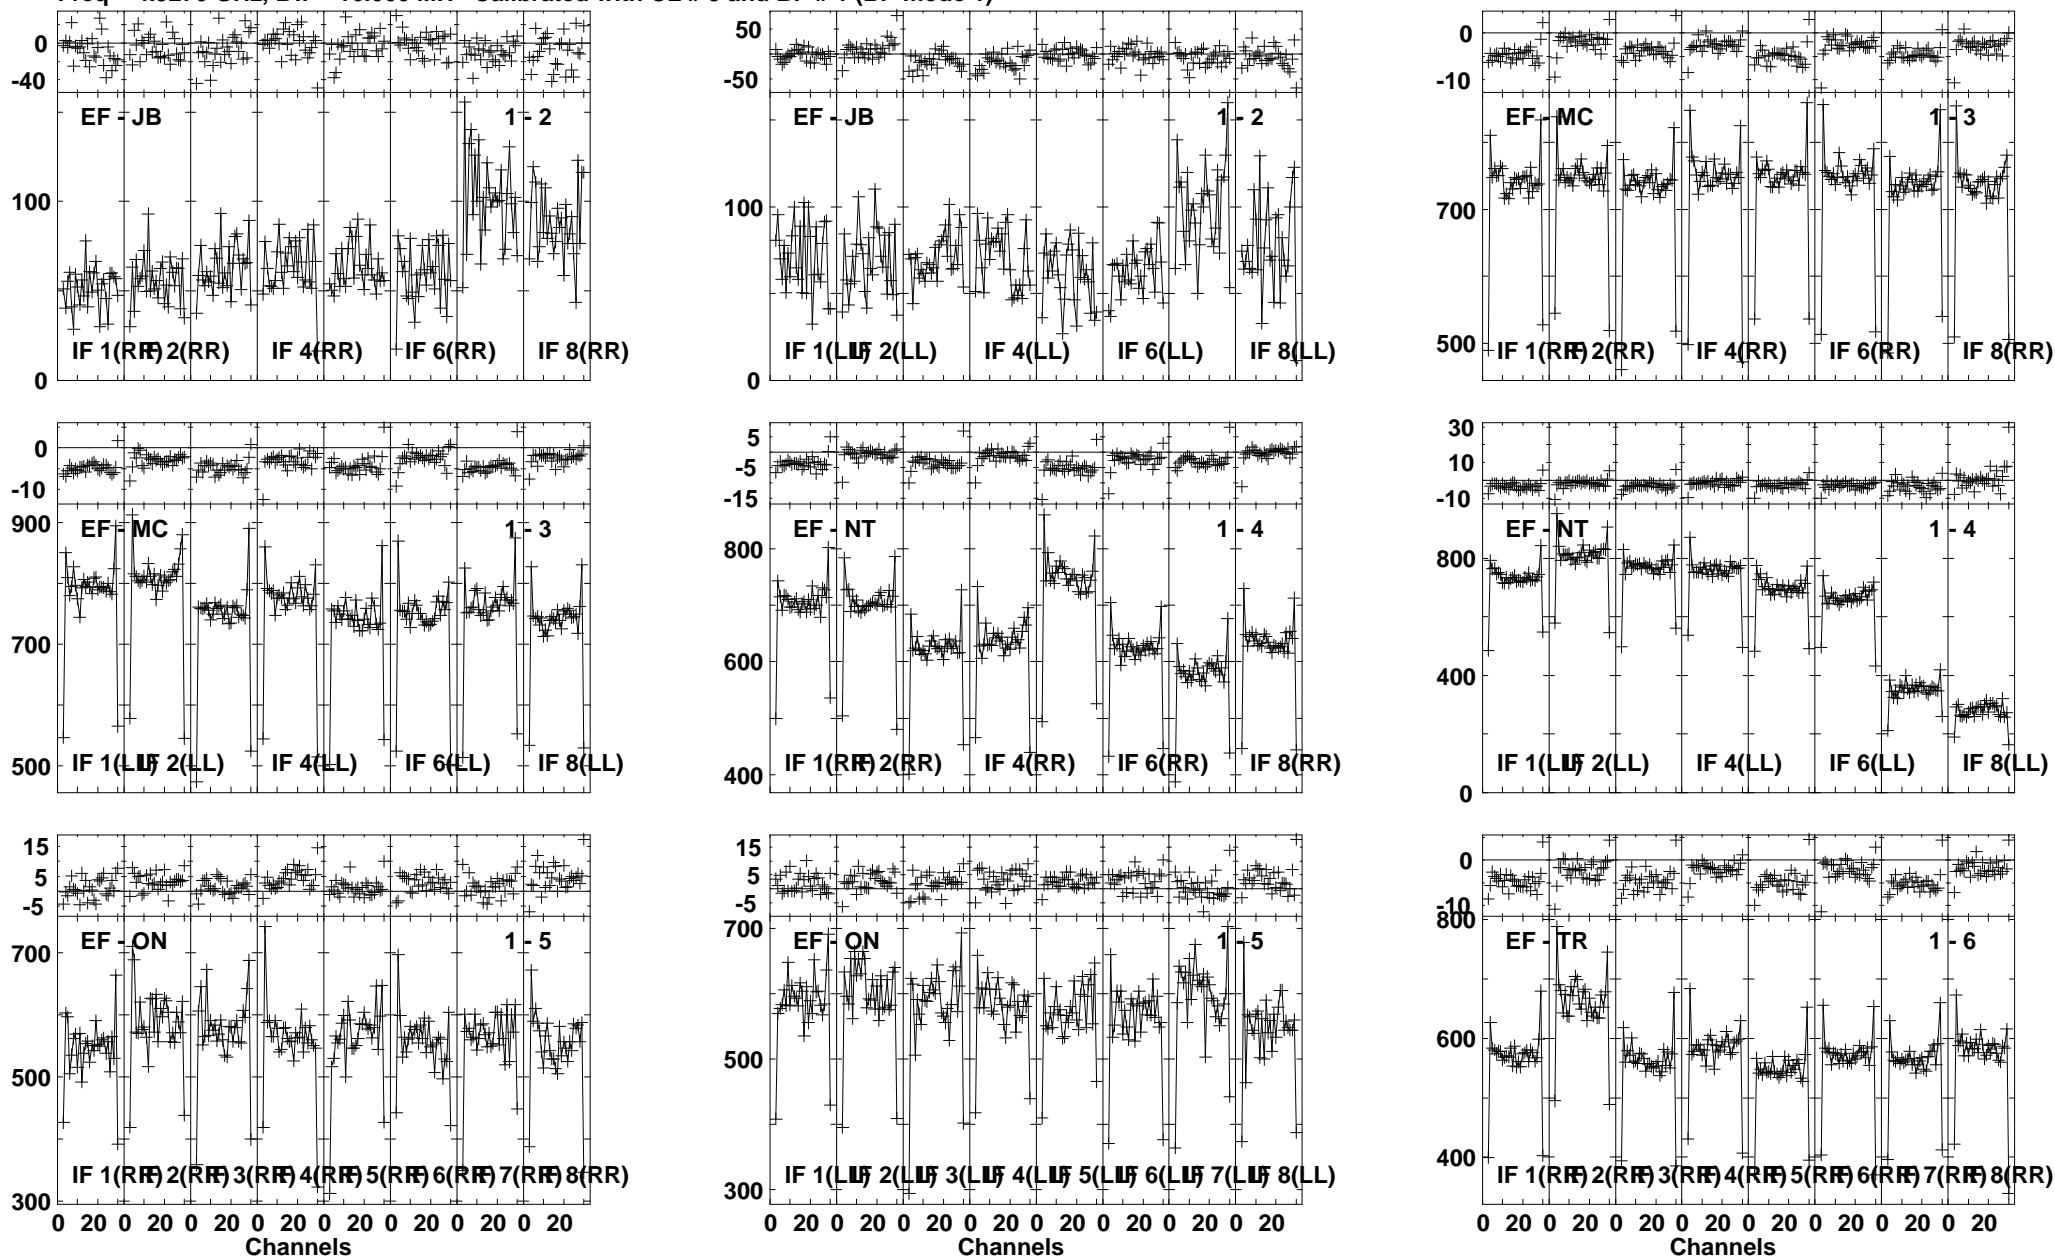 0
-40
EF - JB 1 - 2
100
IF 1(RR) IF 2(RR) IF 4(RR) IF 6(RR) IF 8(RR)
0
50
-50
EF - JB 1 - 2
100
IF 1(LL) IF 2(LL) IF 4(LL) IF 6(LL) IF 8(LL)
0
0
-10
EF - MC 1 - 3
700
500
IF 1(RR) IF 2(RR) IF 4(RR) IF 6(RR) IF 8(RR)
0
-10
900
EF - MC 1 - 3
700
500
IF 1(LL) IF 2(LL) IF 4(LL) IF 6(LL) IF 8(LL)
5
-5
-15
EF - NT 1 - 4
800
600
IF 1(RR) IF 2(RR) IF 4(RR) IF 6(RR) IF 8(RR)
400
30
10
-10
EF - NT 1 - 4
800
400
IF 1(LL) IF 2(LL) IF 4(LL) IF 6(LL) IF 8(LL)
0
15
5
-5
EF - ON 1 - 5
700
500
IF 1(RR) IF 2(RR) IF 3(RR) IF 4(RR) IF 5(RR) IF 6(RR) IF 7(RR) IF 8(RR)
300
0 20 0 20 0 20 0 20 0 20 0 20 0 20 0 20
Channels
15
5
-5
700
EF - ON 1 - 5
500
IF 1(LL) IF 2(LL) IF 3(LL) IF 4(LL) IF 5(LL) IF 6(LL) IF 7(LL) IF 8(LL)
300
0 20 0 20 0 20 0 20 0 20 0 20 0 20 0 20
Channels
0
-10
800
EF - TR 1 - 6
600
400
IF 1(RR) IF 2(RR) IF 3(RR) IF 4(RR) IF 5(RR) IF 6(RR) IF 7(RR) IF 8(RR)
0 20 0 20 0 20 0 20 0 20 0 20 0 20 0 20
Channels